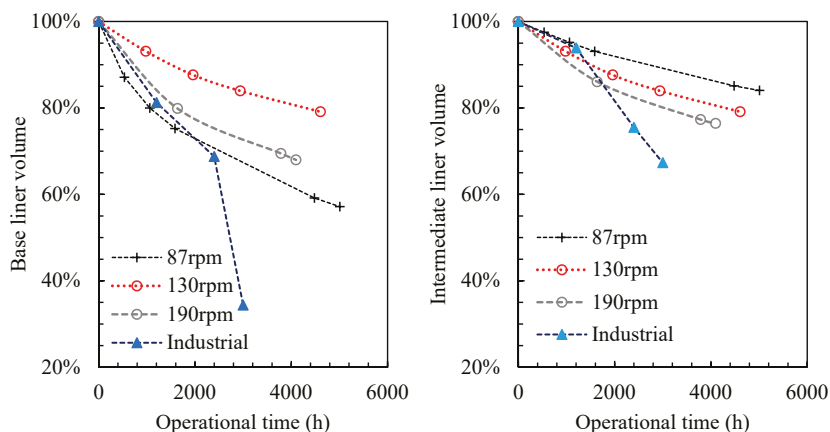 Base liner volume
100%
80%
60%
40%
20%
87rpm
130rpm
190rpm
Industrial
0 2000 4000 6000
Operational time (h)
Intermediate liner volume
100%
80%
60%
40%
20%
87rpm
130rpm
190rpm
Industrial
0 2000 4000 6000
Operational time (h)